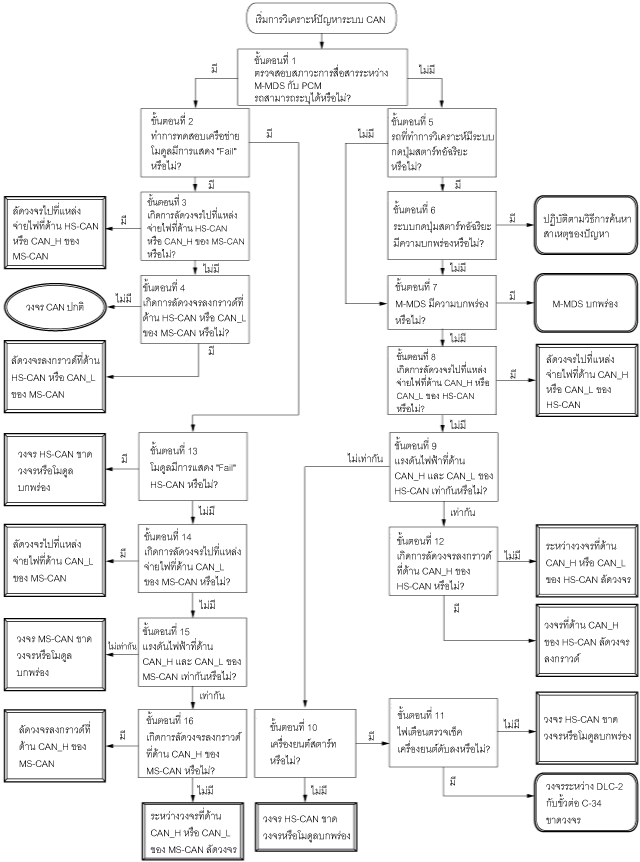 เริ่มการวิเคราะห์ปัญหาระบบ CAN
ขั้นตอนที่ 1
ตรวจสอบสภาวะการสื่อสารระหว่าง
M-MDS กับ PCM
รถสามารถระบุได้หรือไม่?
มี
ไม่มี
ขั้นตอนที่ 2
ทำการทดสอบเครือข่าย
โมดูลมีการแสดง "Fail"
หรือไม่?
มี
มี
ขั้นตอนที่ 3
เกิดการลัดวงจรไปที่แหล่ง
จ่ายไฟที่ด้าน HS-CAN
หรือ CAN_H ของ MS-CAN
หรือไม่?
มี
ลัดวงจรไปที่แหล่ง
จ่ายไฟที่ด้าน HS-CAN
หรือ CAN_H ของ
MS-CAN
ไม่มี
ขั้นตอนที่ 4
เกิดการลัดวงจรลงกราวด์ที่
ด้าน HS-CAN หรือ CAN_L
ของ MS-CAN หรือไม่?
ไม่มี
วงจร CAN ปกติ
มี
ลัดวงจรลงกราวด์ที่ด้าน
HS-CAN หรือ CAN_L
ของ MS-CAN
ขั้นตอนที่ 5
รถที่ทำการวิเคราะห์มีระบบ
กดปุ่มสตาร์ทอัจฉริยะ
หรือไม่?
ไม่มี
มี
ขั้นตอนที่ 6
ระบบกดปุ่มสตาร์ทอัจฉริยะ
มีความบกพร่องหรือไม่?
มี
ปฏิบัติตามวิธีการค้นหา
สาเหตุของปัญหา
ไม่มี
ขั้นตอนที่ 7
M-MDS มีความบกพร่อง
หรือไม่?
มี
M-MDS บกพร่อง
ไม่มี
ขั้นตอนที่ 8
เกิดการลัดวงจรไปที่แหล่ง
จ่ายไฟที่ด้าน CAN_H หรือ
CAN_L ของ HS-CAN
หรือไม่?
มี
ลัดวงจรไปที่แหล่ง
จ่ายไฟที่ด้าน CAN_H
หรือ CAN_L ของ
HS-CAN
ไม่มี
ขั้นตอนที่ 9
แรงดันไฟฟ้าที่ด้าน
CAN_H และ CAN_L ของ
HS-CAN เท่ากันหรือไม่?
ไม่เท่ากัน
เท่ากัน
ขั้นตอนที่ 12
เกิดการลัดวงจรลงกราวด์
ที่ด้าน CAN_H ของ
HS-CAN หรือไม่?
ไม่มี
ระหว่างวงจรที่ด้าน
CAN_H หรือ CAN_L
ของ HS-CAN ลัดวงจร
มี
วงจรที่ด้าน CAN_H
ของ HS-CAN ลัดวงจร
ลงกราวด์
ขั้นตอนที่ 13
โมดูลมีการแสดง "Fail"
HS-CAN หรือไม่?
มี
วงจร HS-CAN ขาด
วงจรหรือโมดูล
บกพร่อง
ไม่มี
ขั้นตอนที่ 14
เกิดการลัดวงจรไปที่แหล่ง
จ่ายไฟที่ด้าน CAN_L
ของ MS-CAN หรือไม่?
มี
ลัดวงจรไปที่แหล่ง
จ่ายไฟที่ด้าน CAN_L
ของ MS-CAN
ไม่มี
ขั้นตอนที่ 15
แรงดันไฟฟ้าที่ด้าน
CAN_H และ CAN_L ของ
MS-CAN เท่ากันหรือไม่?
ไม่เท่ากัน
วงจร MS-CAN ขาด
วงจรหรือโมดูล
บกพร่อง
เท่ากัน
ขั้นตอนที่ 16
เกิดการลัดวงจรลงกราวด์
ที่ด้าน CAN_H ของ
MS-CAN หรือไม่?
มี
ลัดวงจรลงกราวด์ที่
ด้าน CAN_H ของ
MS-CAN
ไม่มี
ระหว่างวงจรที่ด้าน
CAN_H หรือ CAN_L
ของ MS-CAN ลัดวงจร
ขั้นตอนที่ 10
เครื่องยนต์สตาร์ท
หรือไม่?
มี
ไม่มี
วงจร HS-CAN ขาด
วงจรหรือโมดูลบกพร่อง
ขั้นตอนที่ 11
ไฟเตือนตรวจเช็ค
เครื่องยนต์ดับลงหรือไม่?
ไม่มี
วงจร HS-CAN ขาด
วงจรหรือโมดูลบกพร่อง
มี
วงจรระหว่าง DLC-2
กับขั้วต่อ C-34
ขาดวงจร